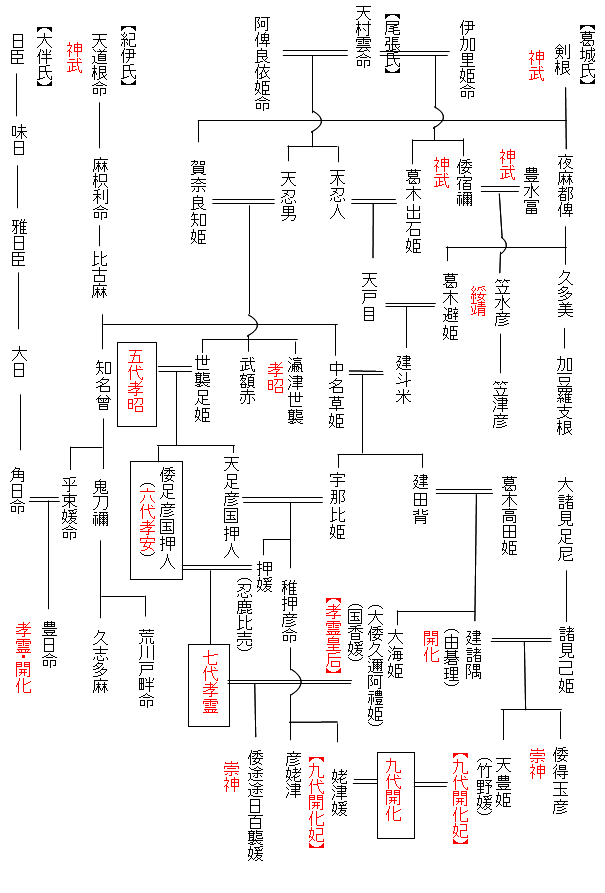 【葛城氏】
剣根
神武
伊加里姫命
【尾張氏】
天村雲命
阿俾良依姫命
【紀伊氏】
天道根命
神武
【大伴氏】
日臣
夜麻都俾
豊水富
神武
倭宿禰
神武
葛木出石姫
天忍人
天忍男
賀奈良知姫
麻枳利命
味日
久多美
笠水彦
綏靖
葛木避姫
天戸目
比古麻
雅日臣
加呂羅支根
笠津彦
建斗米
中名草姫
瀛津世襲
孝昭
武額赤
世襲足姫
五代孝昭
知名曽
大日
大諸見足尼
葛木高田姫
建田背
宇那比姫
天足彦国押人
倭足彦国押人
(六代孝安)
鬼刀禰
平束媛命
角日命
諸見己姫
建諸隅
(由碁理)
開化
大海姫
(大倭久邇阿禮姫)
(国香媛)
【孝霊皇后】
稚押彦命
押媛
(忍鹿比売)
七代孝霊
荒川戸畔命
久志多麻
豊日命
孝霊・開化
倭得玉彦
崇神
天豊姫
(竹野媛)
【九代開化妃】
九代開化
姥津媛
【九代開化妃】
彦姥津
倭途途日百襲媛
崇神